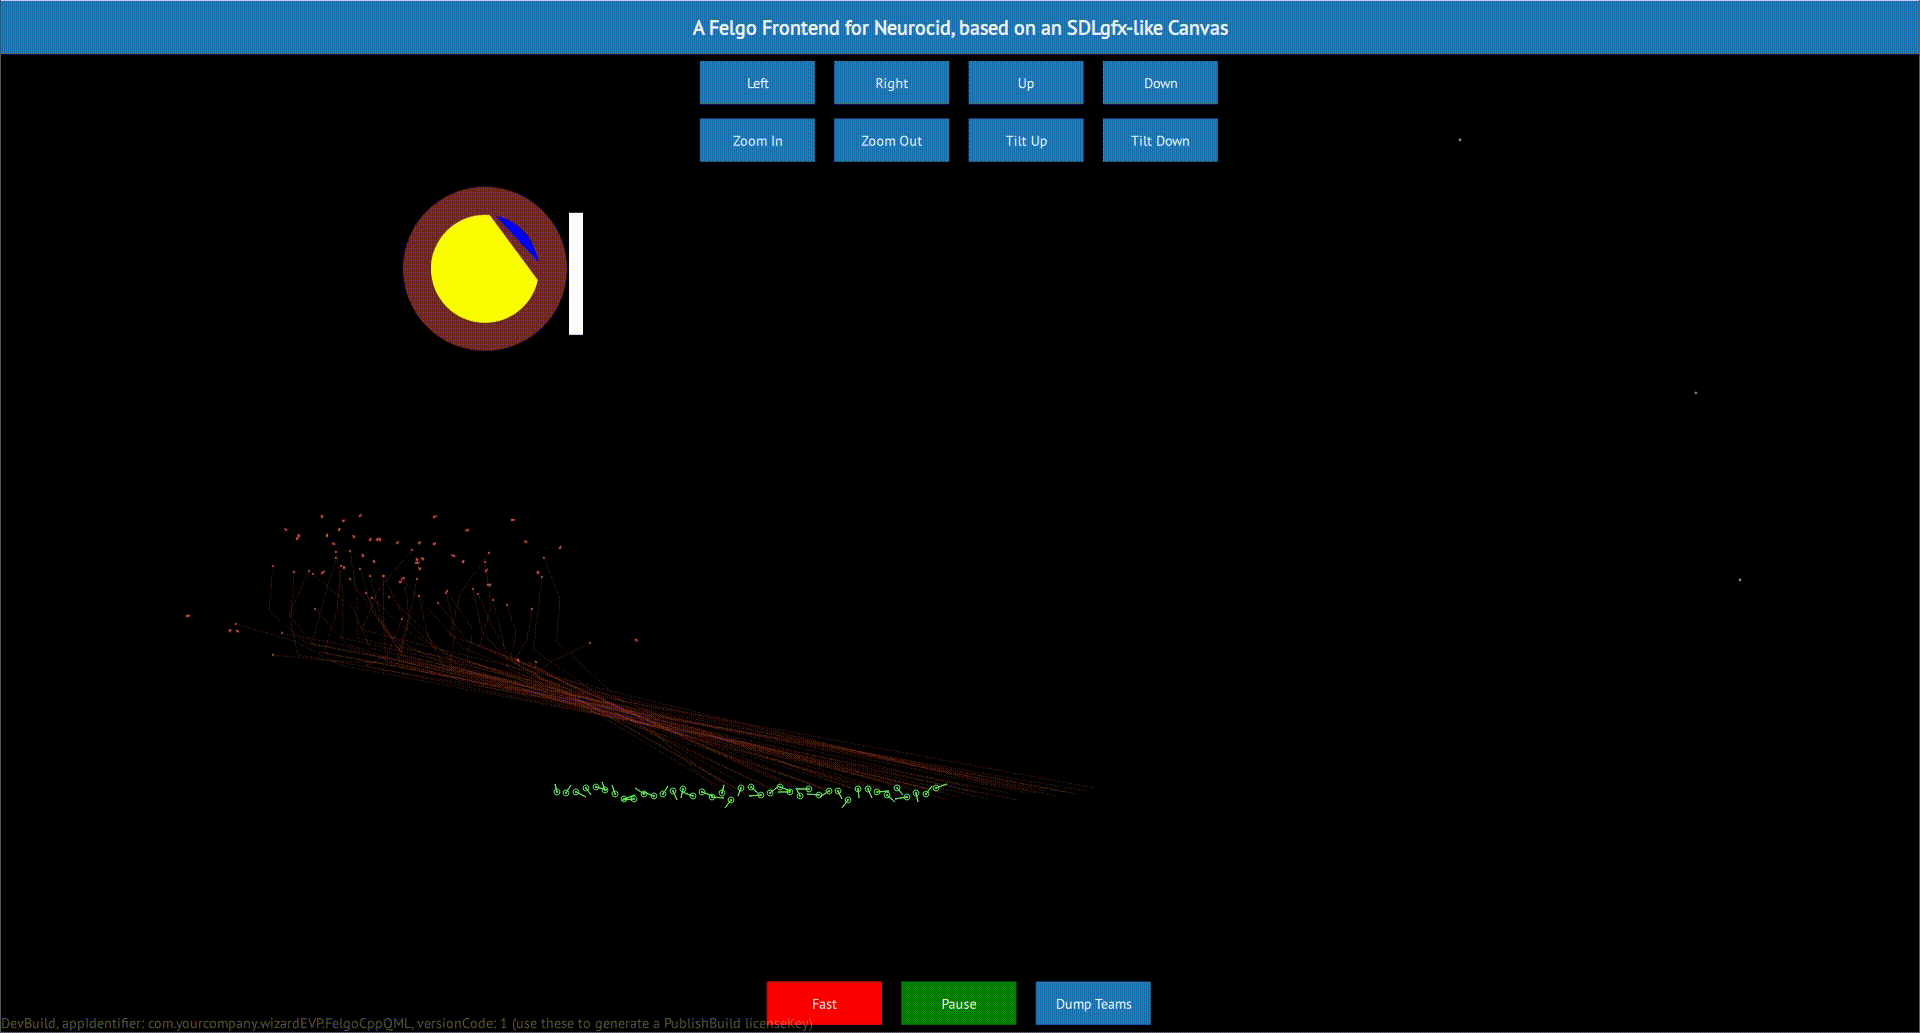 A Felgo Frontend for Neurocid, based on an SDLgfx-like Canvas
Left Right Up Down
Zoom In Zoom Out Tilt Up Tilt Down
Fast Pause Dump Teams
DevBuild, appIdentifier: com.yourcompany.wizardEVP.FelgoCppQML, versionCode: 1 (use these to generate a PublishBuild licenseKey)